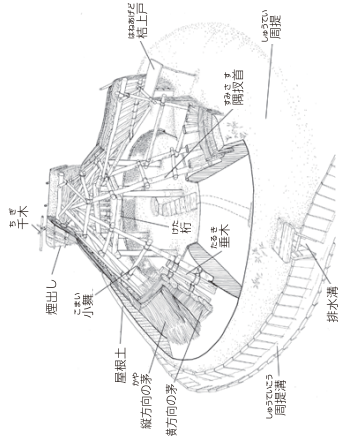 ちぎ
千木
煙出し
こまい
小舞
屋根土
かや
縦方向の茅
横方向の茅
はねあげど
桔上戸
しゅうてい
周提
すみさす
隅扠首
けた
桁
たるき
垂木
しゅうていこう
周提溝
排水溝